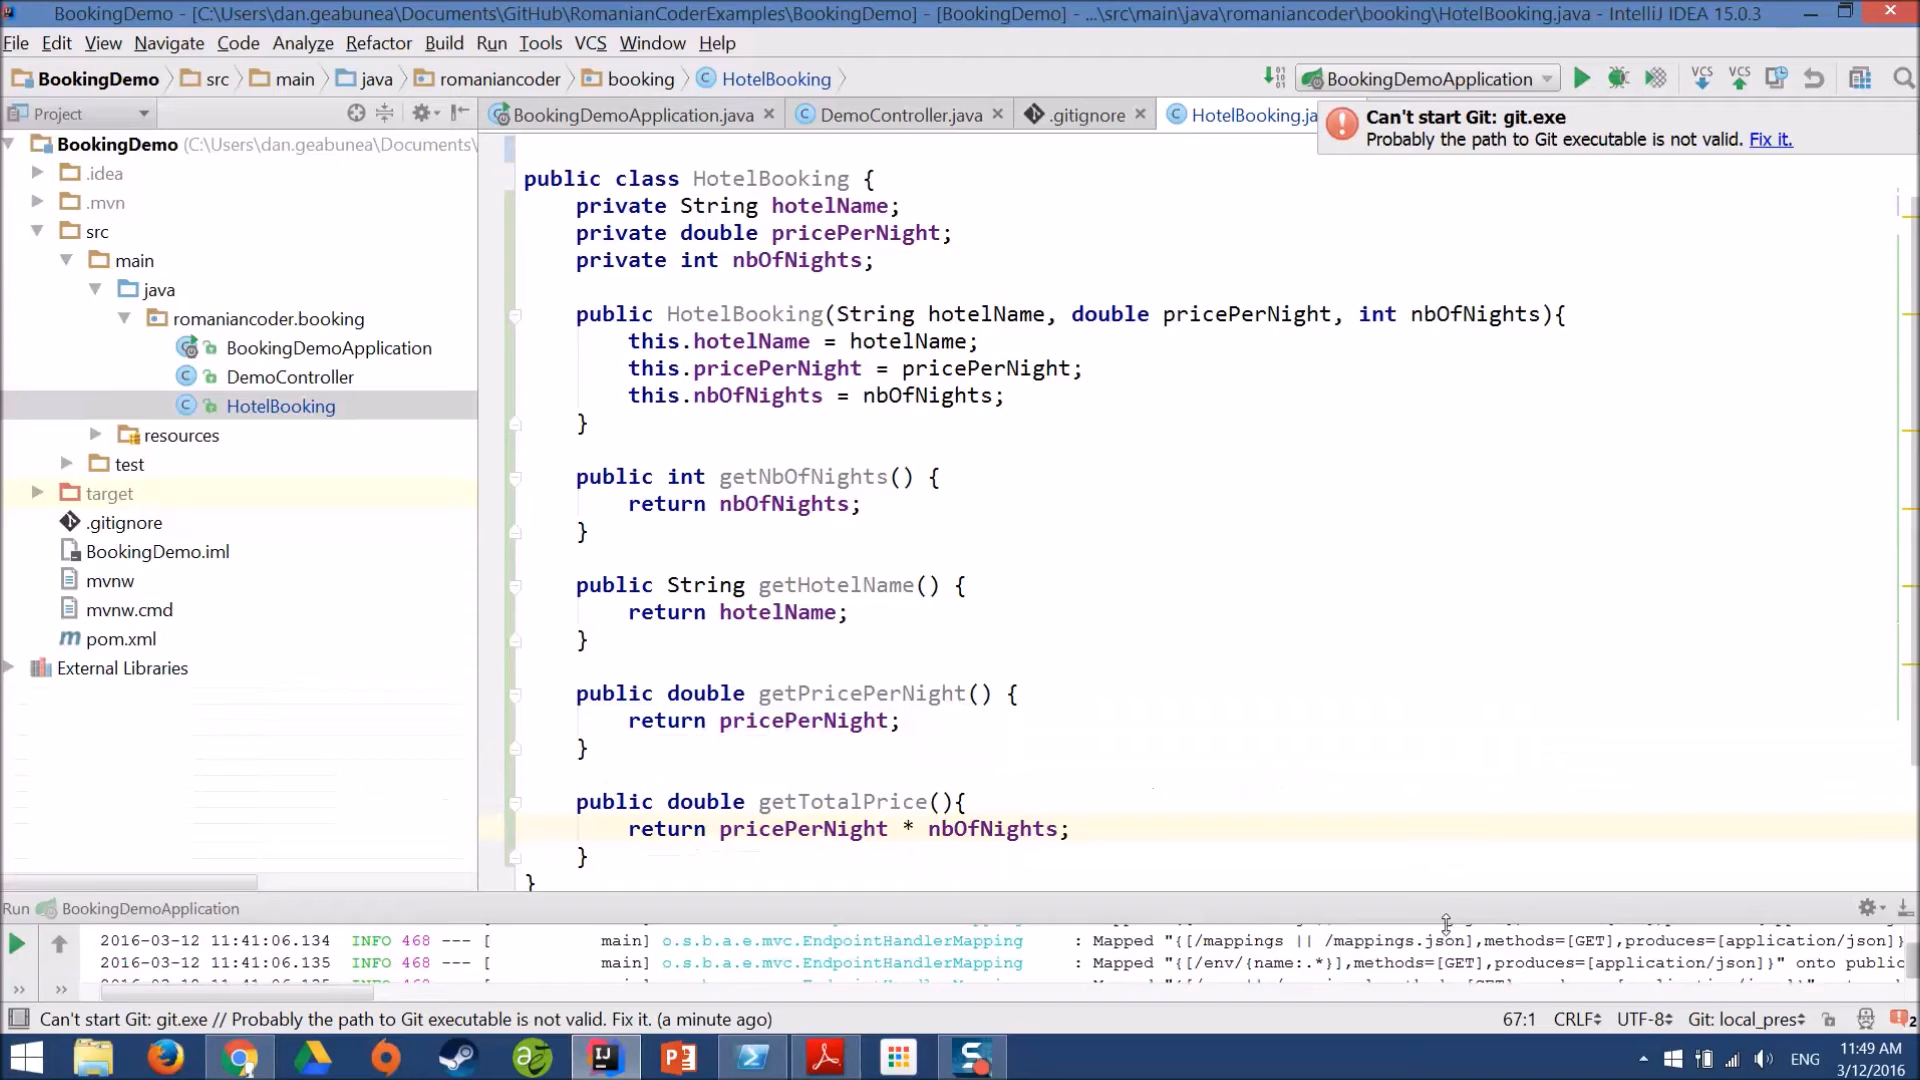 BookingDemo - [C:\Users\dan.geabunea\Documents\GitHub\RomanianCoderExamples\BookingDemo] - [BookingDemo] - ...\src\main\java\romaniancoder\booking\HotelBooking.java - IntelliJ IDEA 15.0.3
File Edit View Navigate Code Analyze Refactor Build Run Tools VCS Window Help
BookingDemo src main java romaniancoder booking HotelBooking BookingDemoApplication VCS VCS
Project BookingDemoApplication.java DemoController.java .gitignore HotelBooking.ja
Can't start Git: git.exe
Probably the path to Git executable is not valid. Fix it.
BookingDemo (C:\Users\dan.geabunea\Documents\
.idea
.mvn
src
main
java
romaniancoder.booking
BookingDemoApplication
DemoController
HotelBooking
resources
test
target
.gitignore
BookingDemo.iml
mvnw
mvnw.cmd
pom.xml
External Libraries
public class HotelBooking {
private String hotelName;
private double pricePerNight;
private int nbOfNights;
public HotelBooking(String hotelName, double pricePerNight, int nbOfNights){
this.hotelName = hotelName;
this.pricePerNight = pricePerNight;
this.nbOfNights = nbOfNights;
}
public int getNbOfNights() {
return nbOfNights;
}
public String getHotelName() {
return hotelName;
}
public double getPricePerNight() {
return pricePerNight;
}
public double getTotalPrice(){
return pricePerNight * nbOfNights;
}
}
Run BookingDemoApplication
2016-03-12 11:41:06.134 INFO 468 --- [ main] o.s.b.a.e.mvc.EndpointHandlerMapping : Mapped "{[/mappings || /mappings.json],methods=[GET],produces=[application/json]}
2016-03-12 11:41:06.135 INFO 468 --- [ main] o.s.b.a.e.mvc.EndpointHandlerMapping : Mapped "{[/env/{name:.*}],methods=[GET],produces=[application/json]}" onto public
Can't start Git: git.exe // Probably the path to Git executable is not valid. Fix it. (a minute ago) 67:1 CRLF UTF-8 Git: local_pres 2
ENG 11:49 AM
3/12/2016